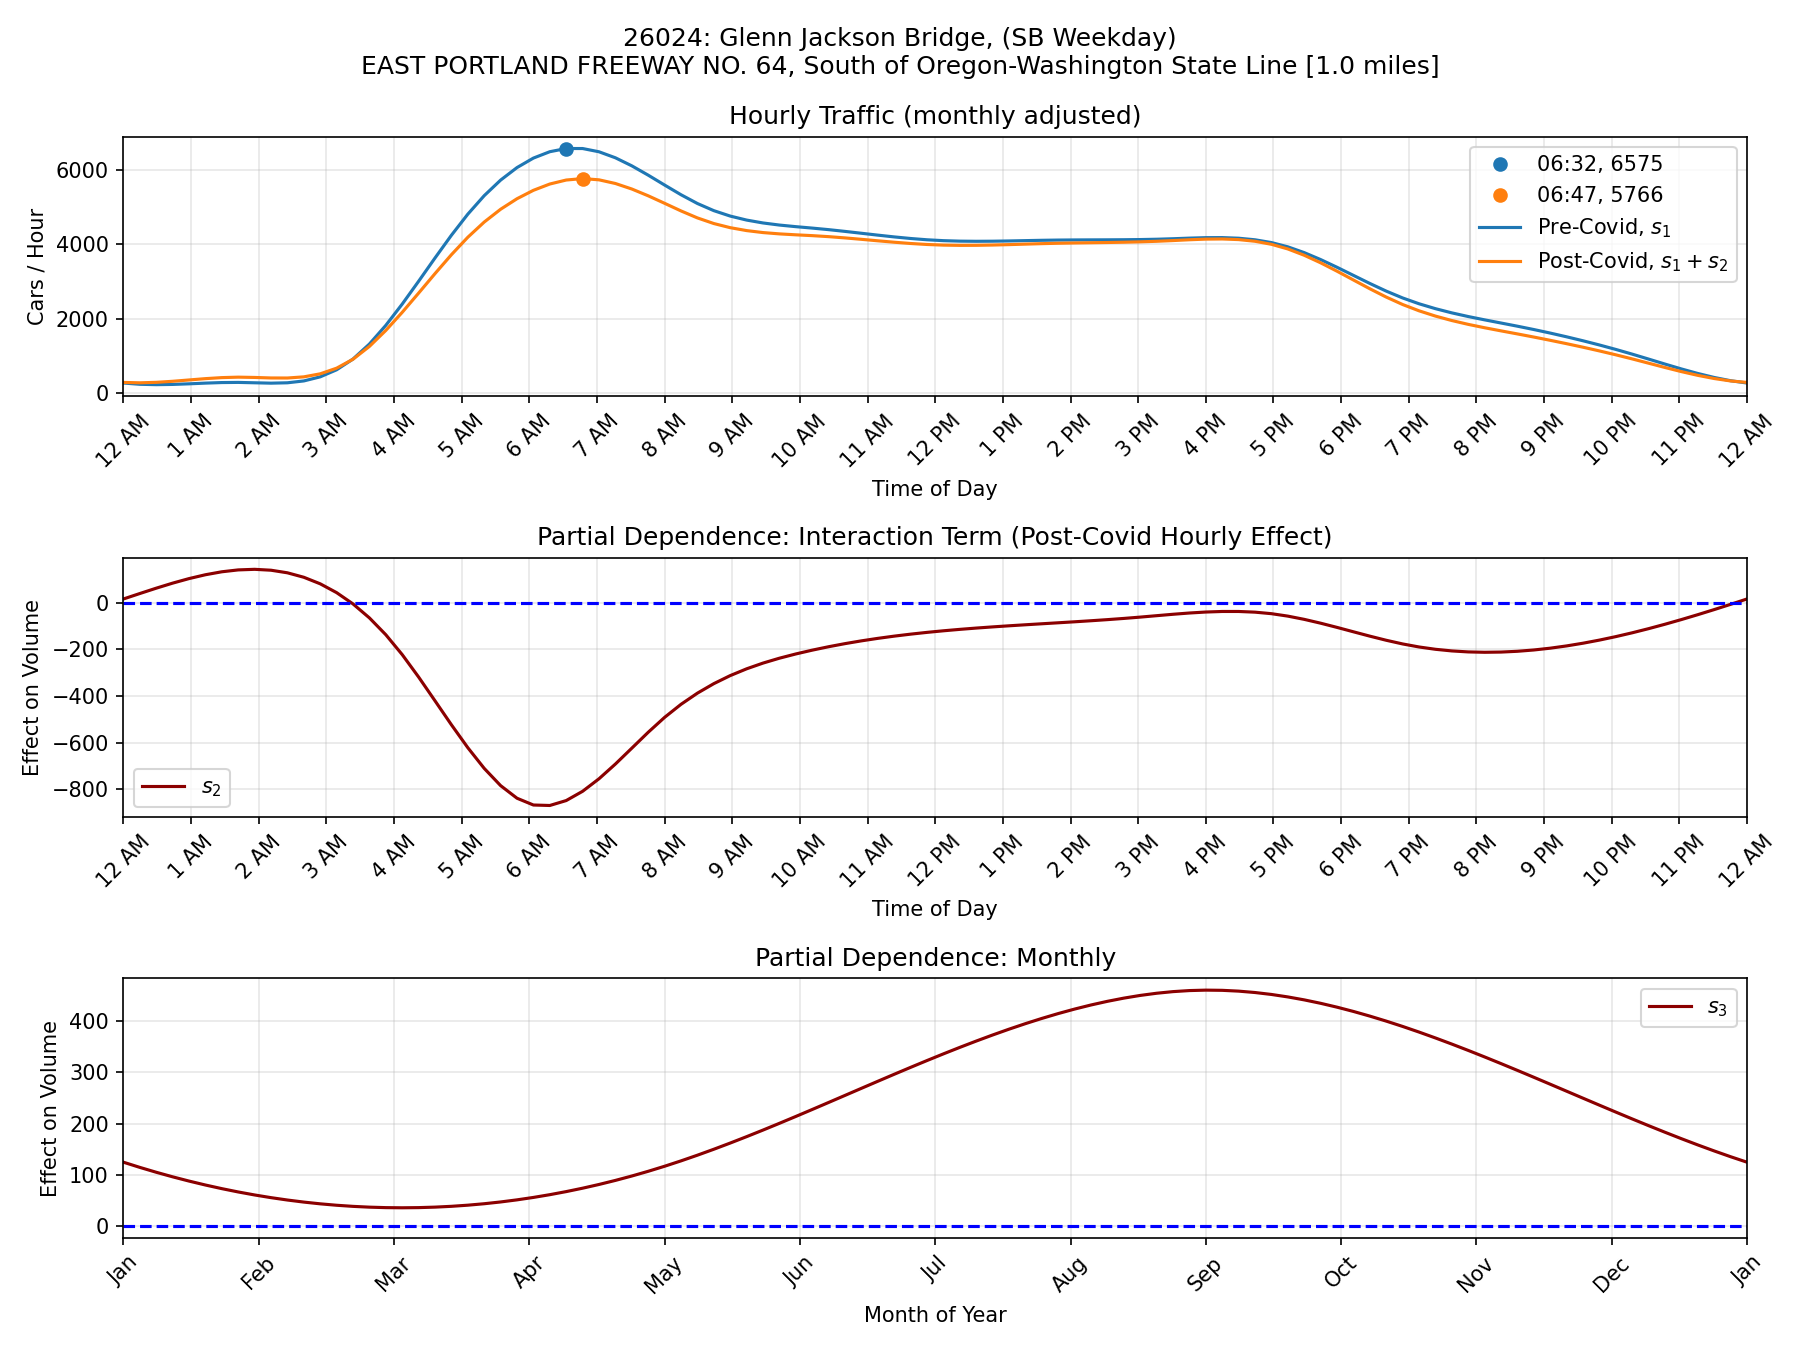 26024: Glenn Jackson Bridge, (SB Weekday)
EAST PORTLAND FREEWAY NO. 64, South of Oregon-Washington State Line [1.0 miles]
Hourly Traffic (monthly adjusted)
Cars / Hour
6000
4000
2000
0
06:32, 6575
06:47, 5766
Pre-Covid, s₁
Post-Covid, s₁ + s₂
12 AM 1 AM 2 AM 3 AM 4 AM 5 AM 6 AM 7 AM 8 AM 9 AM 10 AM 11 AM 12 PM 1 PM 2 PM 3 PM 4 PM 5 PM 6 PM 7 PM 8 PM 9 PM 10 PM 11 PM 12 AM
Time of Day
Partial Dependence: Interaction Term (Post-Covid Hourly Effect)
Effect on Volume
0
−200
−400
−600
−800
s₂
12 AM 1 AM 2 AM 3 AM 4 AM 5 AM 6 AM 7 AM 8 AM 9 AM 10 AM 11 AM 12 PM 1 PM 2 PM 3 PM 4 PM 5 PM 6 PM 7 PM 8 PM 9 PM 10 PM 11 PM 12 AM
Time of Day
Partial Dependence: Monthly
Effect on Volume
400
300
200
100
0
s₃
Jan Feb Mar Apr May Jun Jul Aug Sep Oct Nov Dec Jan
Month of Year